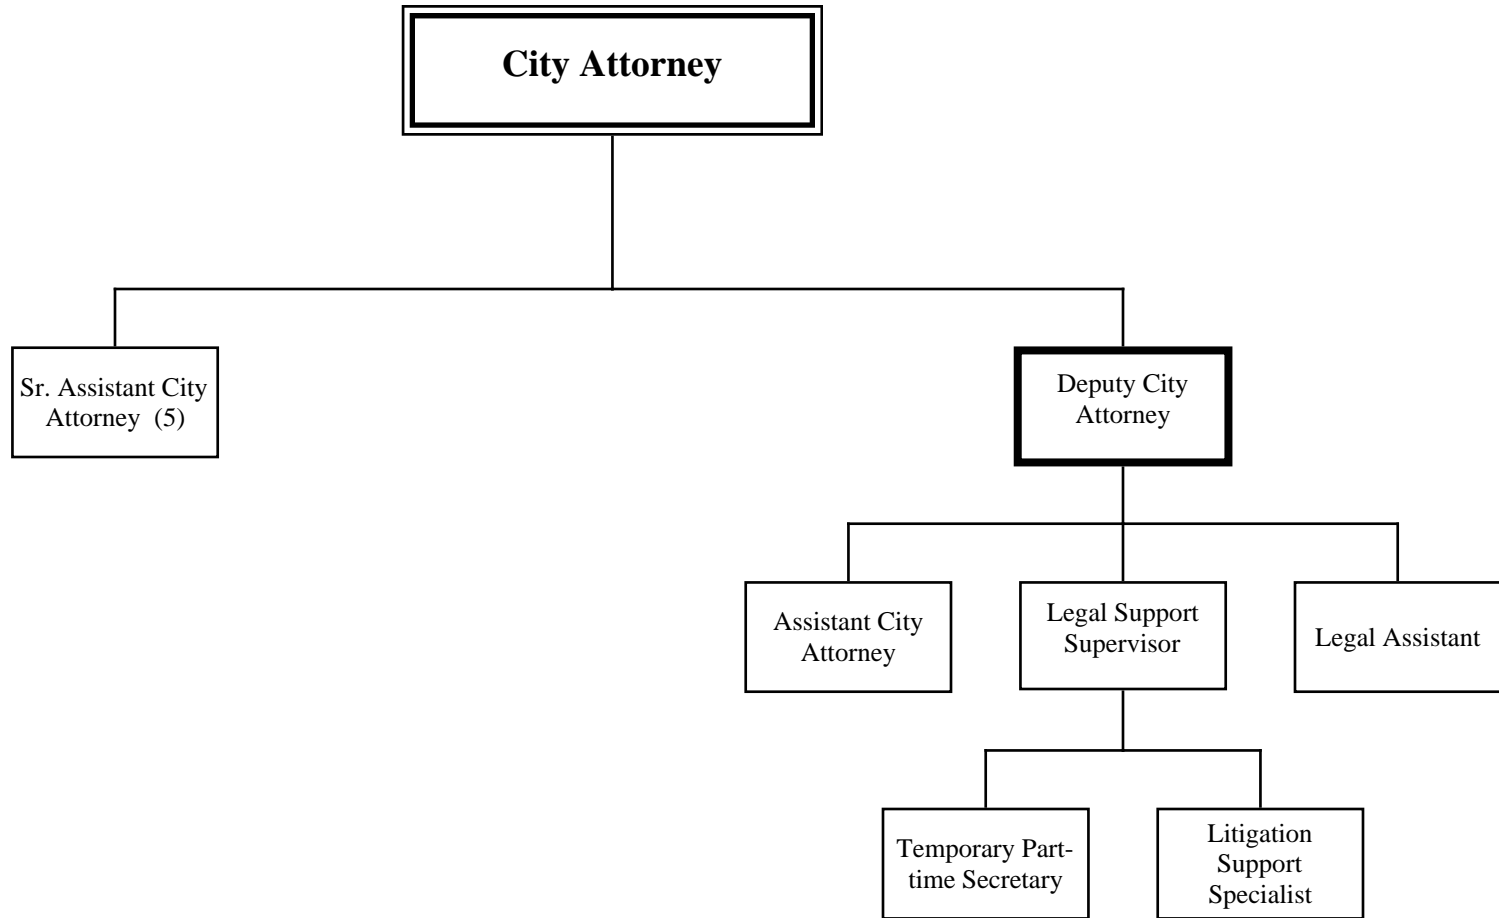 City Attorney
Sr. Assistant City
Attorney  (5)
Deputy City
Attorney
Assistant City
Attorney
Legal Support
Supervisor
Legal Assistant
Temporary Part-
time Secretary
Litigation
Support
Specialist